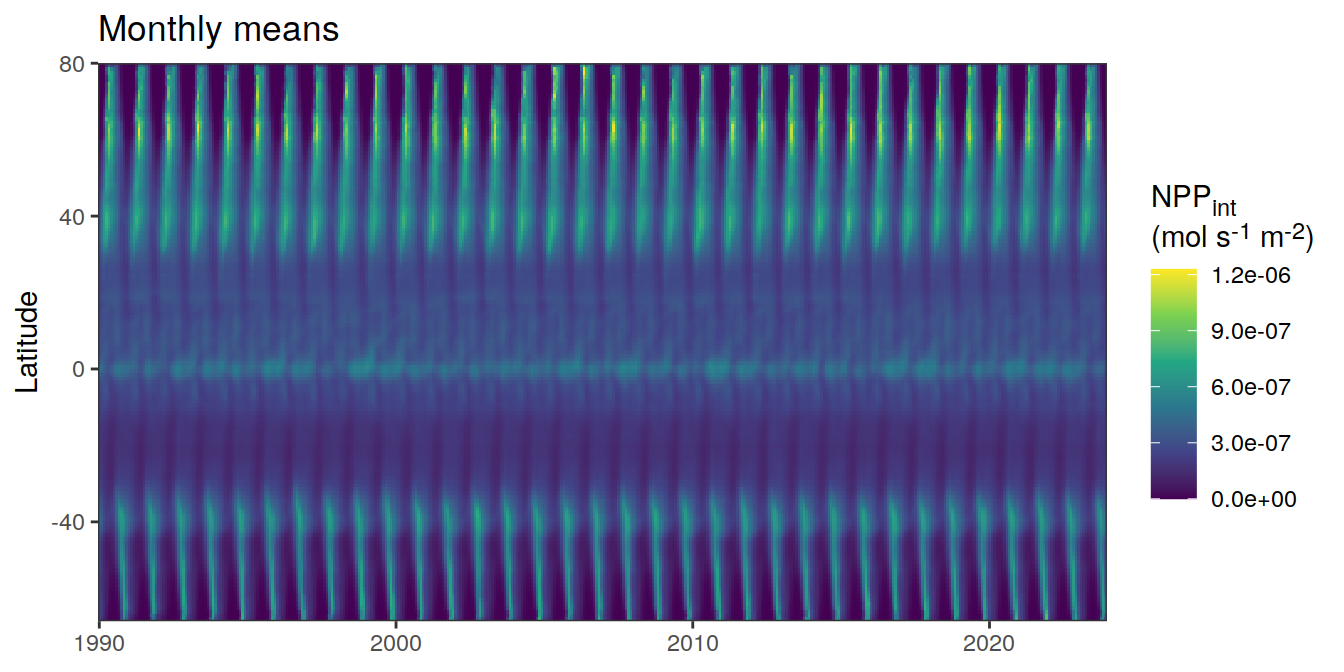 Monthly means
80
40
0
-40
Latitude
1990
2000
2010
2020
NPPint
(mol s-1 m-2)
1.2e-06
9.0e-07
6.0e-07
3.0e-07
0.0e+00